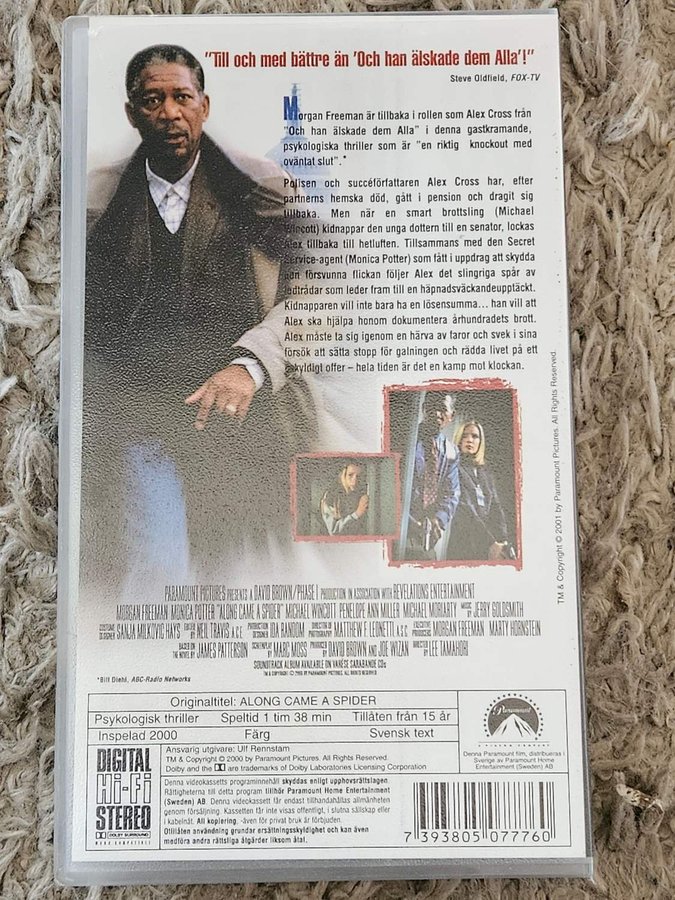 "Till och med bättre än 'Och han älskade dem Alla'!"
Steve Oldfield, FOX-TV
Morgan Freeman är tillbaka i rollen som Alex Cross från
"Och han älskade dem Alla" i denna gastkramande,
psykologiska thriller som är "en riktig knockout med
oväntat slut".*
Polisen och succéförfattaren Alex Cross har, efter
partnerns hemska död, gått i pension och dragit sig
tillbaka. Men när en smart brottsling (Michael
Wincott) kidnappar den unga dottern till en senator, lockas
Alex tillbaka till hetluften. Tillsammans med den Secret
Service-agent (Monica Potter) som fått i uppdrag att skydda
den försvunna flickan följer Alex det slingriga spår av
ledtrådar som leder fram till en häpnadsväckandeupptäckt.
Kidnapparen vill inte bara ha en lösensumma... han vill att
Alex ska hjälpa honom dokumentera århundradets brott.
Alex måste ta sig igenom en härva av faror och svek i sina
försök att sätta stopp för galningen och rädda livet på ett
oskyldigt offer – hela tiden är det en kamp mot klockan.
TM & Copyright © 2001 by Paramount Pictures. All Rights Reserved.
PARAMOUNT PICTURES PRESENTS A DAVID BROWN/PHASE I PRODUCTION IN ASSOCIATION WITH REVELATIONS ENTERTAINMENT
MORGAN FREEMAN MONICA POTTER "ALONG CAME A SPIDER" MICHAEL WINCOTT PENELOPE ANN MILLER MICHAEL MORIARTY MUSIC BY JERRY GOLDSMITH
COSTUME DESIGNER SANJA MILKOVIC HAYS EDITED BY NEIL TRAVIS A.C.E. PRODUCTION DESIGNER IDA RANDOM DIRECTOR OF PHOTOGRAPHY MATTHEW F. LEONETTI, A.S.C. EXECUTIVE PRODUCERS MORGAN FREEMAN MARTY HORNSTEIN
BASED ON THE NOVEL BY JAMES PATTERSON SCREENPLAY BY MARC MOSS PRODUCED BY DAVID BROWN AND JOE WIZAN DIRECTED BY LEE TAMAHORI
SOUNDTRACK ALBUM AVAILABLE ON VARÈSE SARABANDE CDs
*Bill Diehl, ABC-Radio Networks
Originaltitel: ALONG CAME A SPIDER
Psykologisk thriller Speltid 1 tim 38 min Tillåten från 15 år
Inspelad 2000 Färg Svensk text
Paramount
Denna Paramount film, distribueras i
Sverige av Paramount Home
Entertainment (Sweden) AB
DIGITAL
Hi-Fi
STEREO
DOLBY SURROUND
Ansvarig utgivare: Ulf Rennstam
TM & Copyright © 2000 by Paramount Pictures. All Rights Reserved.
Dolby and the are trademarks of Dolby Laboratories Licensing Corporation
Denna videokassetts programinnehåll skyddas enligt upphovsrättslagen.
Rättigheterna till detta program tillhör Paramount Home Entertainment
(Sweden) AB. Denna videokassett får endast tillhandahållas allmänheten
genom försäljning. Kassetten får inte visas offentligt, i slutna sällskap eller
i kabelnät. All kopiering, -även för privat bruk är förbjuden.
Otillåten användning grundar ersättningsskyldighet och kan även
medföra andra rättsliga åtgärder liksom åtal.
7 393805 077760